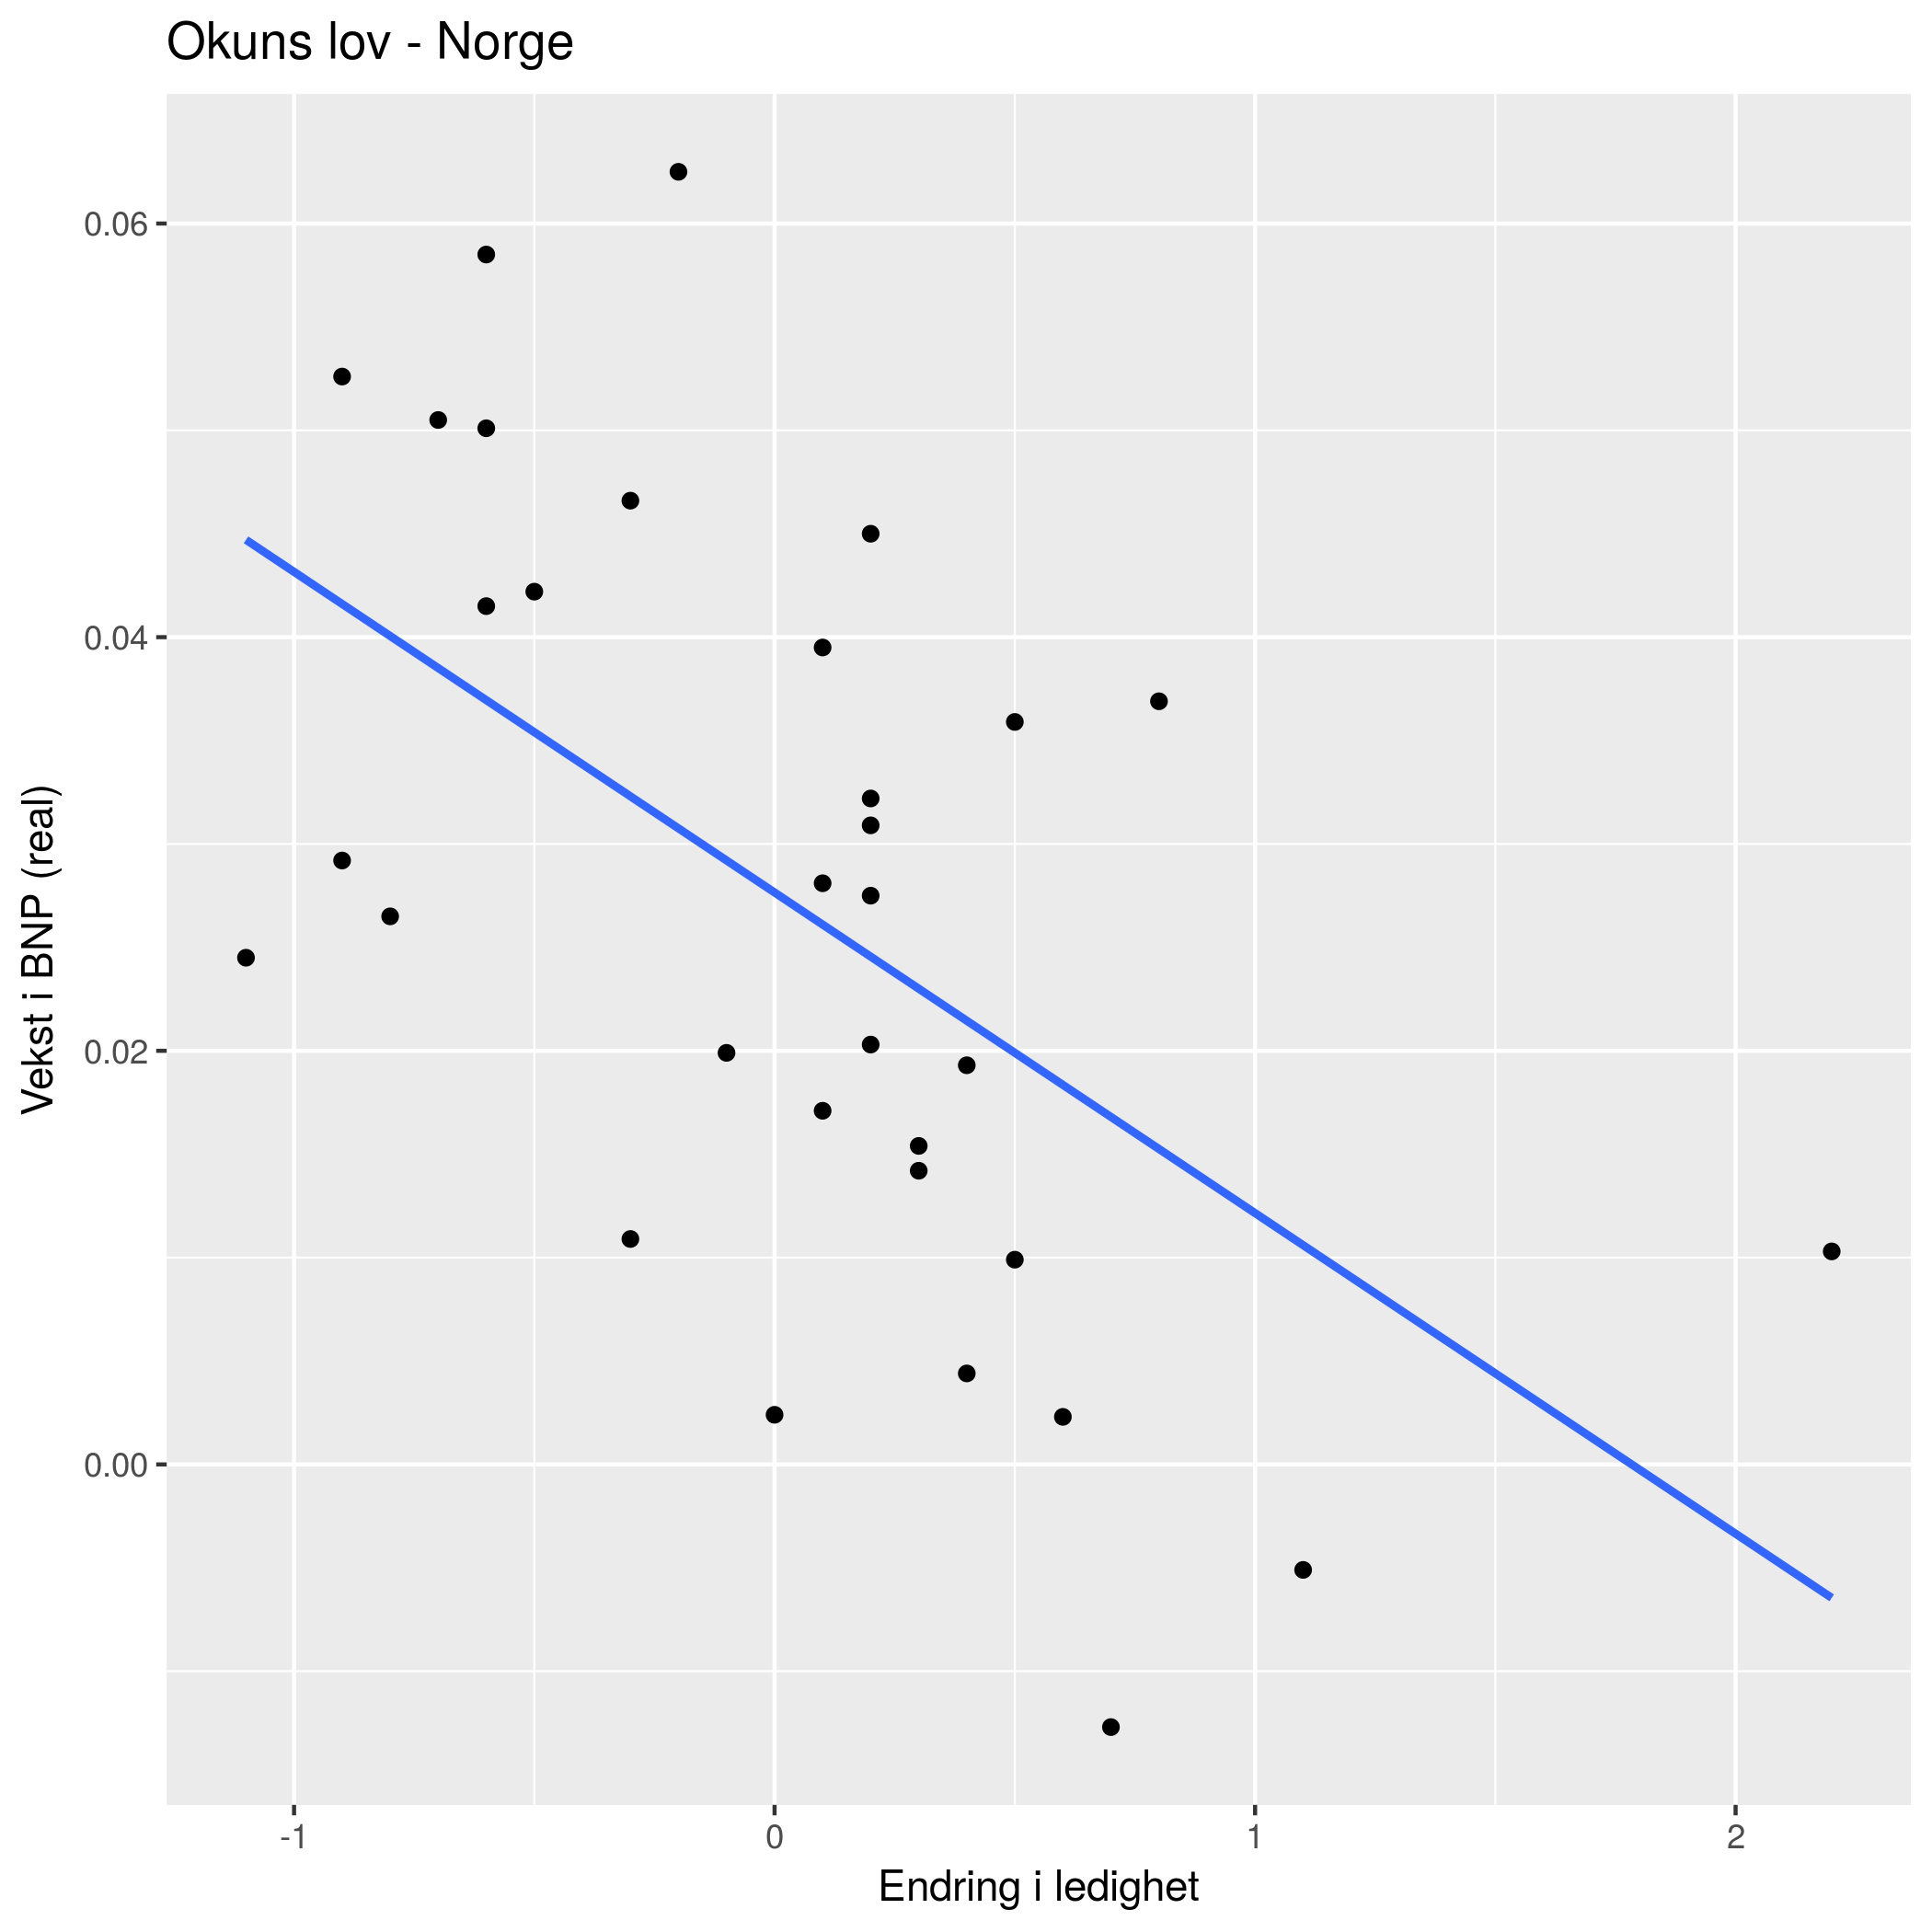 Okuns lov - Norge
Vekst i BNP (real)
0.06
0.04
0.02
0.00
-1
0
1
2
Endring i ledighet